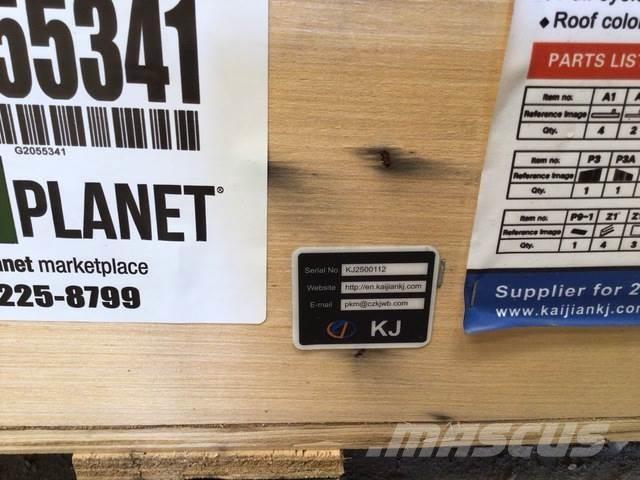 55341
G2055341
PLANET®
net marketplace
225-8799
Serial No. KJ2500112
Website http://en.kaijiankj.com
E-mail pkm@czkjwb.com
KJ
♦ Roof colo
PARTS LIS
Item no. A1
Reference Image
Qty. 4 2
Item no. P3 P3A
Reference Image
Qty. 1 1
Item no. P9-1 Z1
Reference Image
Qty. 1 4 3
Supplier for 2
www.kaijiankj.co
MASCUS